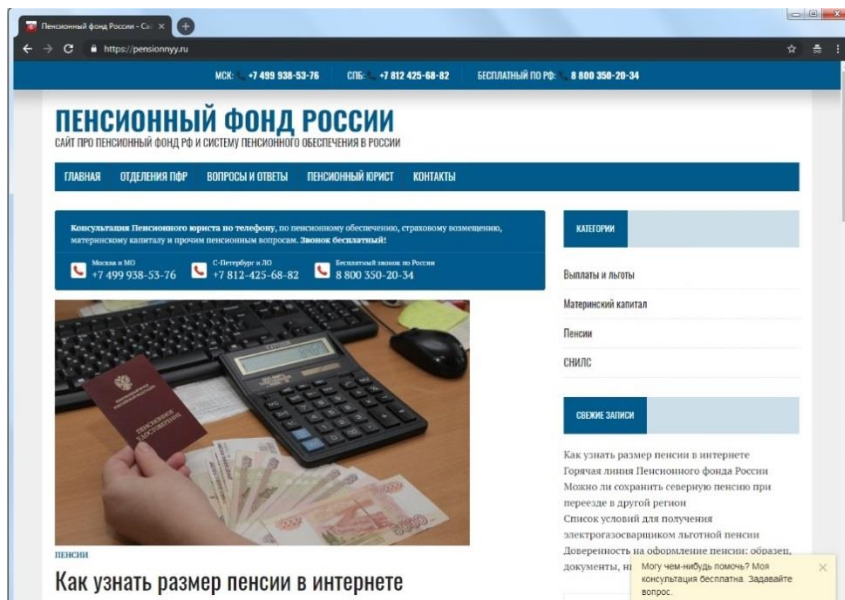 Пенсионный фонд России - Са
https://pensionnyy.ru
МСК: +7 499 938-53-76 СПБ: +7 812 425-68-82 БЕСПЛАТНЫЙ ПО РФ: 8 800 350-20-34
ПЕНСИОННЫЙ ФОНД РОССИИ
САЙТ ПРО ПЕНСИОННЫЙ ФОНД РФ И СИСТЕМУ ПЕНСИОННОГО ОБЕСПЕЧЕНИЯ В РОССИИ
ГЛАВНАЯ ОТДЕЛЕНИЯ ПФР ВОПРОСЫ И ОТВЕТЫ ПЕНСИОННЫЙ ЮРИСТ КОНТАКТЫ
Консультация Пенсионного юриста по телефону, по пенсионному обеспечению, страховому возмещению,
материнскому капиталу и прочим пенсионным вопросам. Звонок бесплатный!
Москва и МО С-Петербург и ЛО Бесплатный звонок по России
+7 499 938-53-76 +7 812-425-68-82 8 800 350-20-34
ПЕНСИОННОЕ
УДОСТОВЕРЕНИЕ
ПЕНСИИ
Как узнать размер пенсии в интернете
КАТЕГОРИИ
Выплаты и льготы
Материнский капитал
Пенсии
СНИЛС
СВЕЖИЕ ЗАПИСИ
Как узнать размер пенсии в интернете
Горячая линия Пенсионного фонда России
Можно ли сохранить северную пенсию при
переезде в другой регион
Список условий для получения
электрогазосварщиком льготной пенсии
Доверенность на оформление пенсии: образец,
документы,
Могу чем-нибудь помочь? Моя
консультация бесплатна. Задавайте
вопрос.